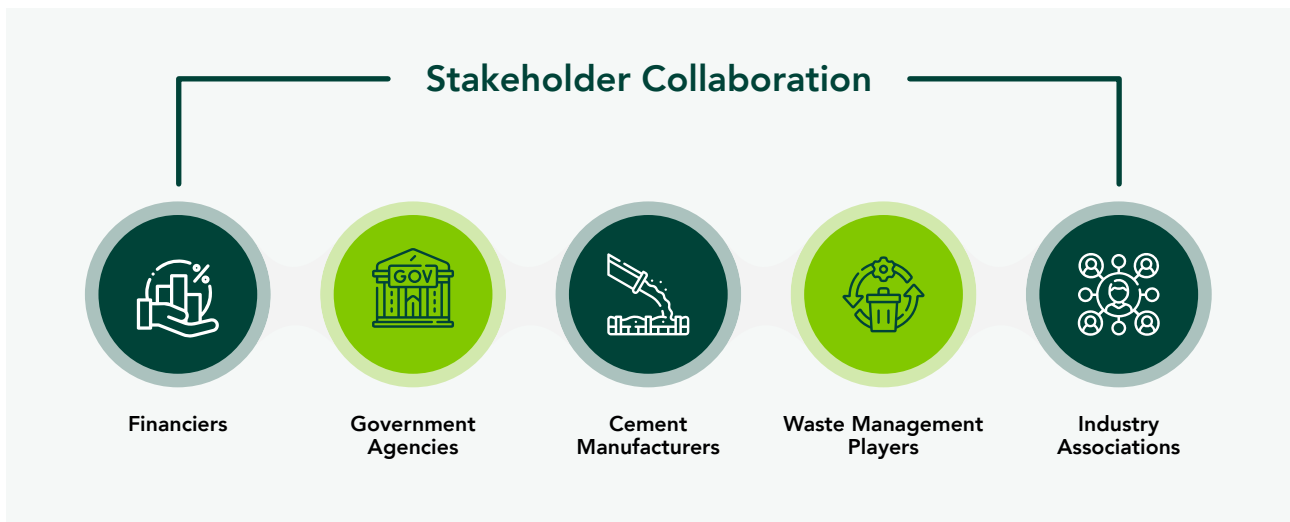 Stakeholder Collaboration
%
GOV
Financiers
Government
Agencies
Cement
Manufacturers
Waste Management
Players
Industry
Associations